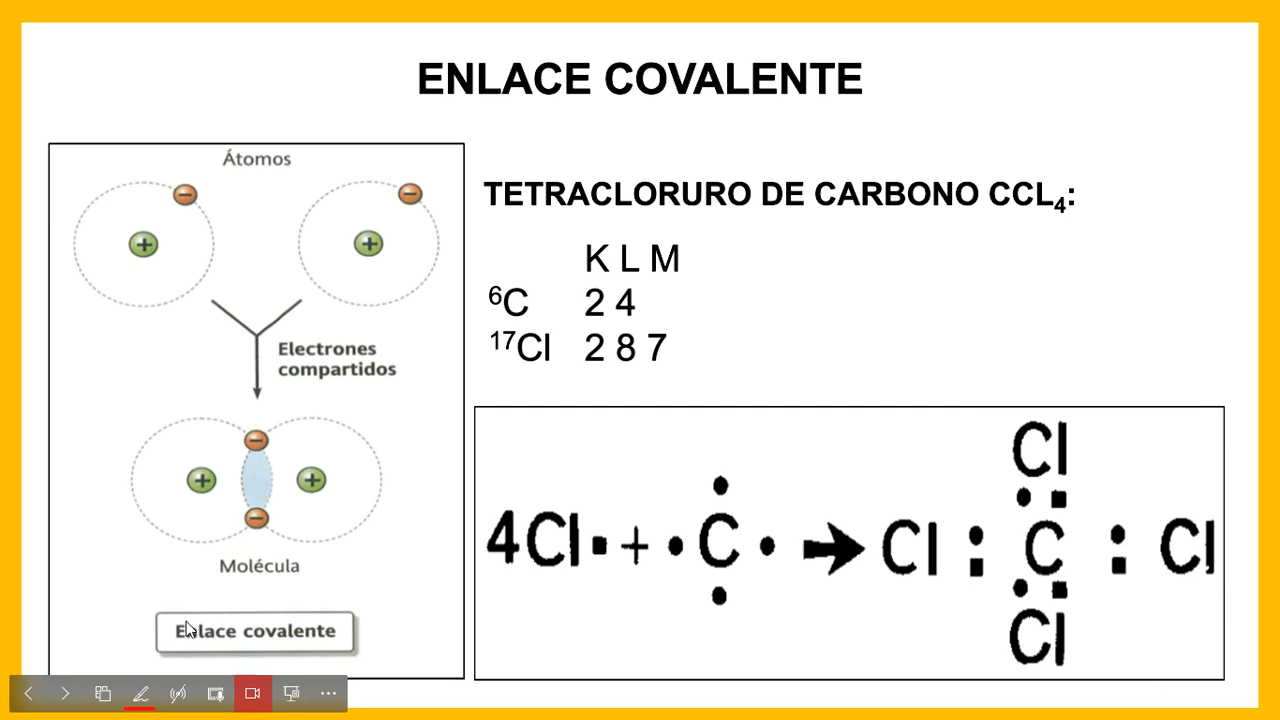 ENLACE COVALENTE
Átomos
Electrones
compartidos
Molécula
Enlace covalente
TETRACLORURO DE CARBONO CCL₄:
K L M
⁶C 2 4
¹⁷Cl 2 8 7
Cl
4Cl + C → Cl : C : Cl
Cl